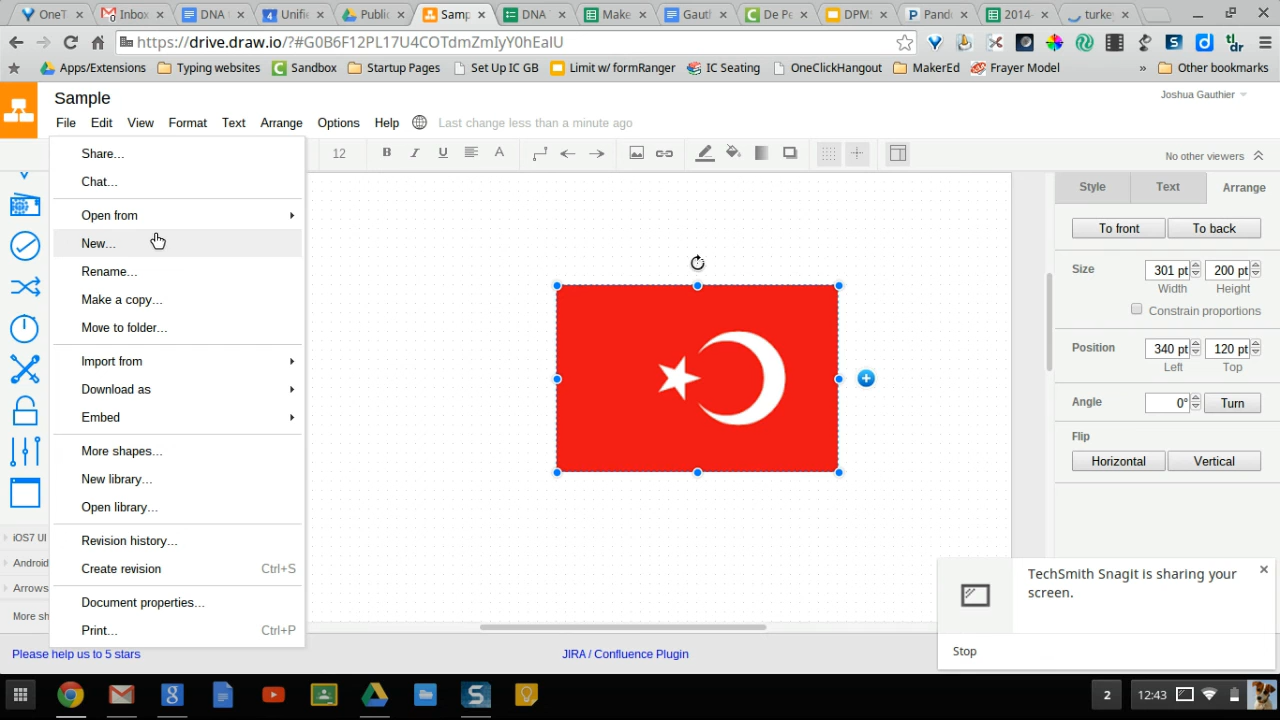 OneT
Inbox
DNA
Unifie
Public
Samp
DNA
Make
Gauth
De Pe
DPMS
Pand
2014-
turkey
https://drive.draw.io/?#G0B6F12PL17U4COTdmZmIyY0hEalU
Apps/Extensions Typing websites Sandbox Startup Pages Set Up IC GB Limit w/ formRanger IC Seating OneClickHangout MakerEd Frayer Model » Other bookmarks
Sample
Joshua Gauthier
File Edit View Format Text Arrange Options Help Last change less than a minute ago
12 B I U A
No other viewers
Share...
Chat...
Open from
New...
Rename...
Make a copy...
Move to folder...
Import from
Download as
Embed
More shapes...
New library...
Open library...
Revision history...
Create revision Ctrl+S
Document properties...
Print... Ctrl+P
iOS7 UI
Android
Arrows
More sh
Style Text Arrange
To front To back
Size 301 pt 200 pt
Width Height
Constrain proportions
Position 340 pt 120 pt
Left Top
Angle 0° Turn
Flip
Horizontal Vertical
TechSmith Snagit is sharing your
screen.
Stop
Please help us to 5 stars
JIRA / Confluence Plugin
2 12:43